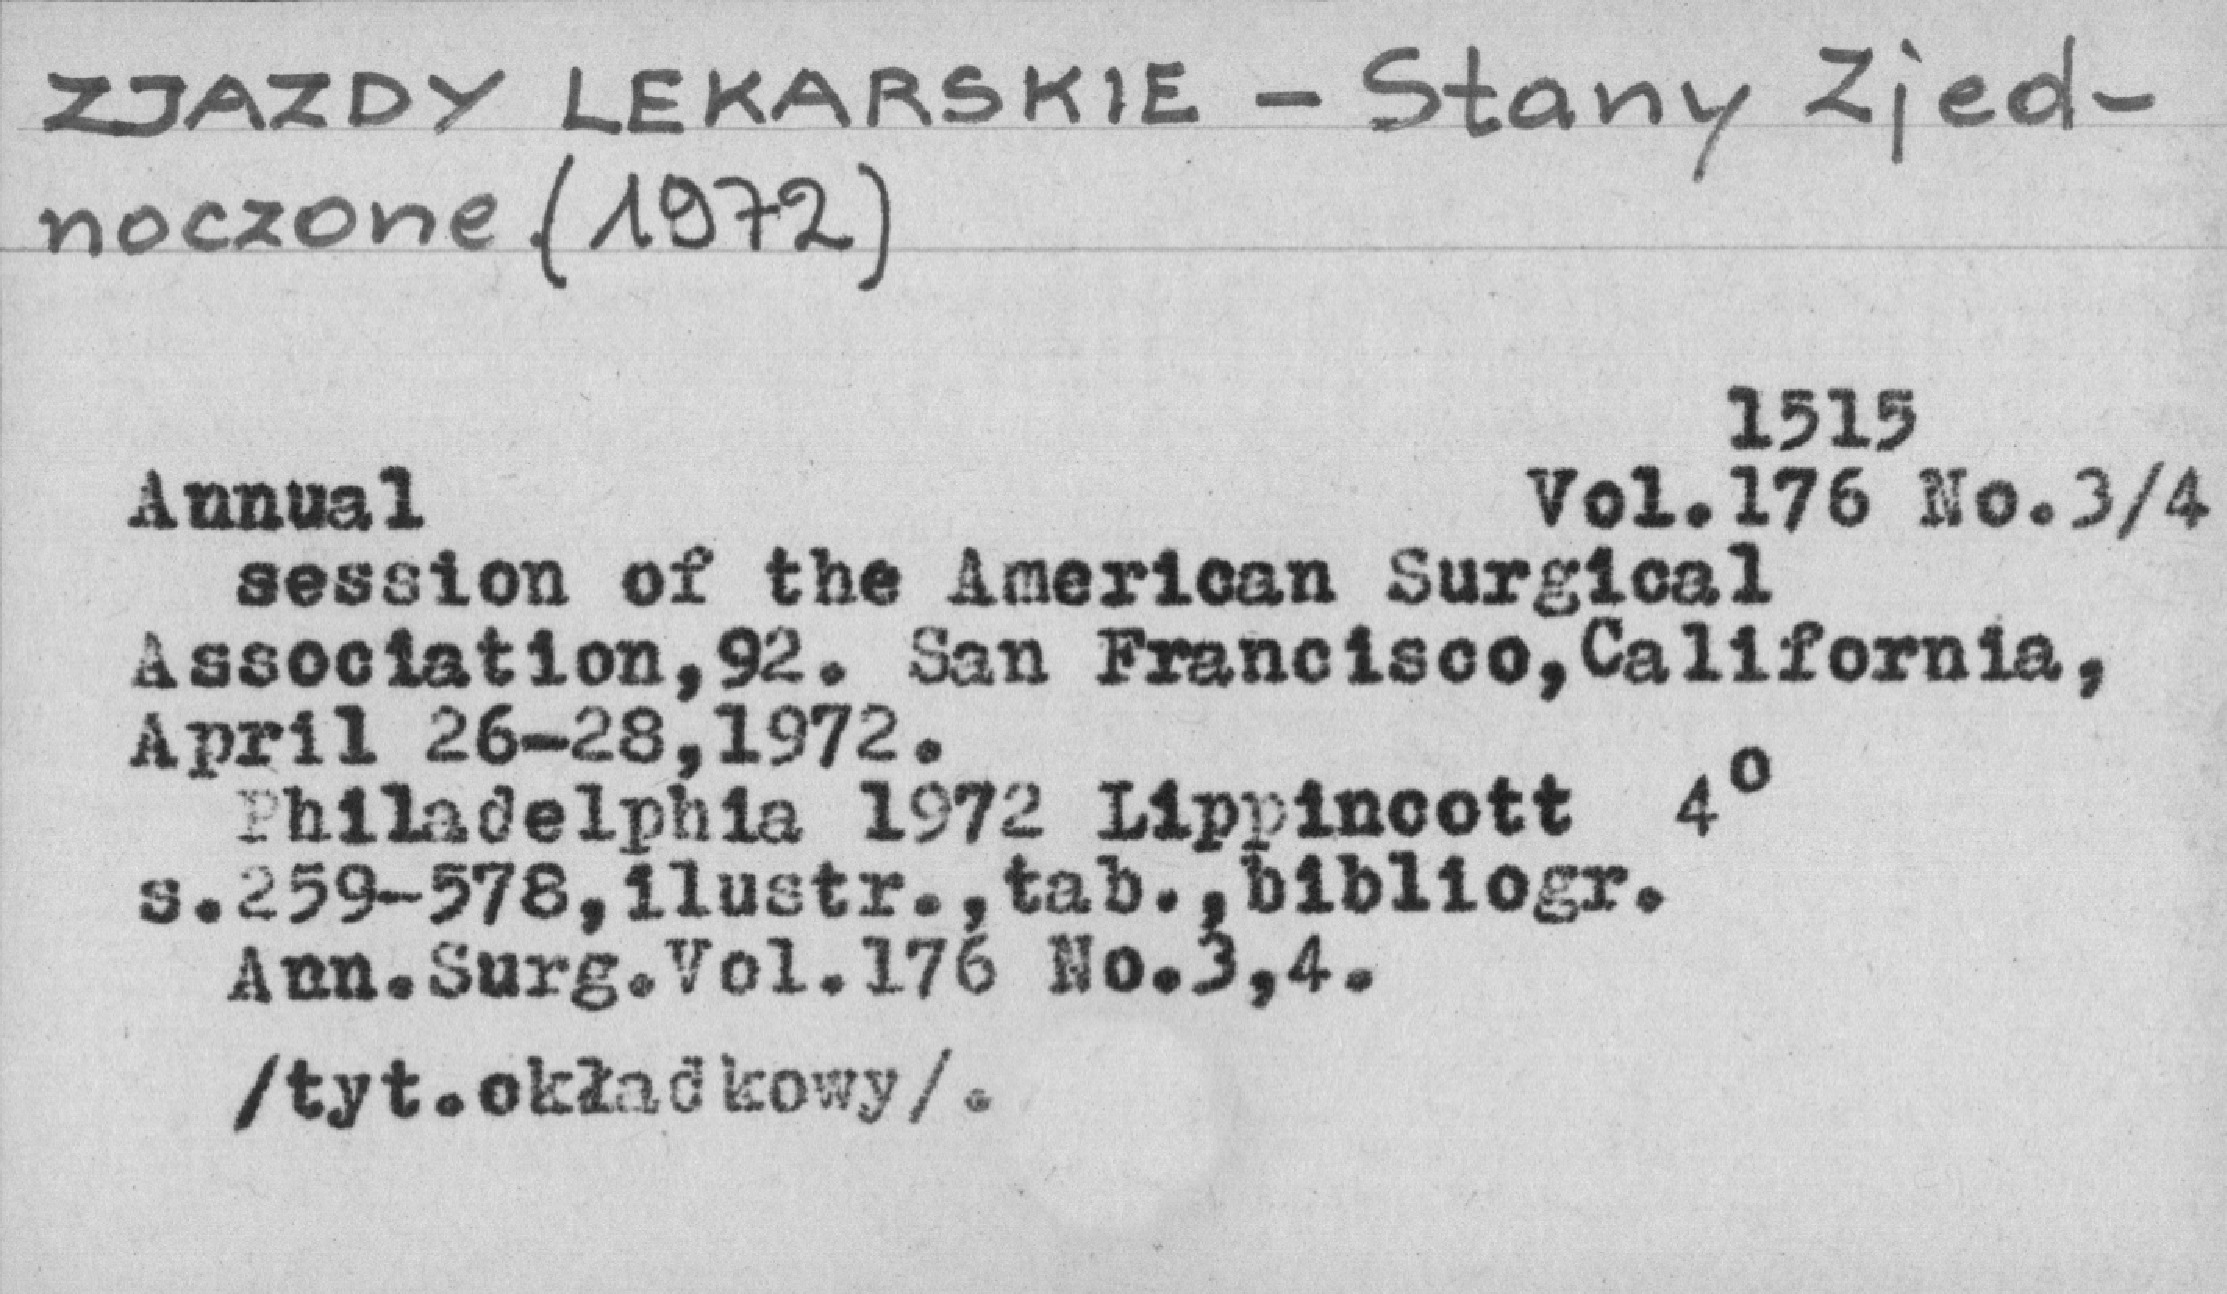 ZJAZDY LEKARSKIE - Stany Zjed-
noczone (1972)
1515
Annual Vol.176 No.3/4
session of the American Surgical
Association,92. San Francisco,California,
April 26-28,1972.
Philadelphia 1972 Lippincott 4°
s.259-578,ilustr.,tab.,bibliogr.
Ann.Surg.Vol.176 No.3,4.
/tyt.okładkowy/.